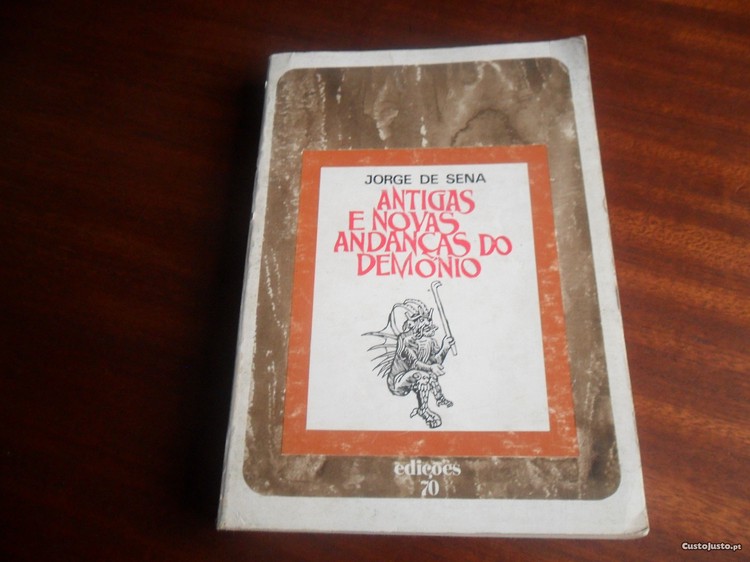 JORGE DE SENA
ANTIGAS
E NOVAS
ANDANÇAS DO
DEMÓNIO
edições
70
CustoJusto.pt